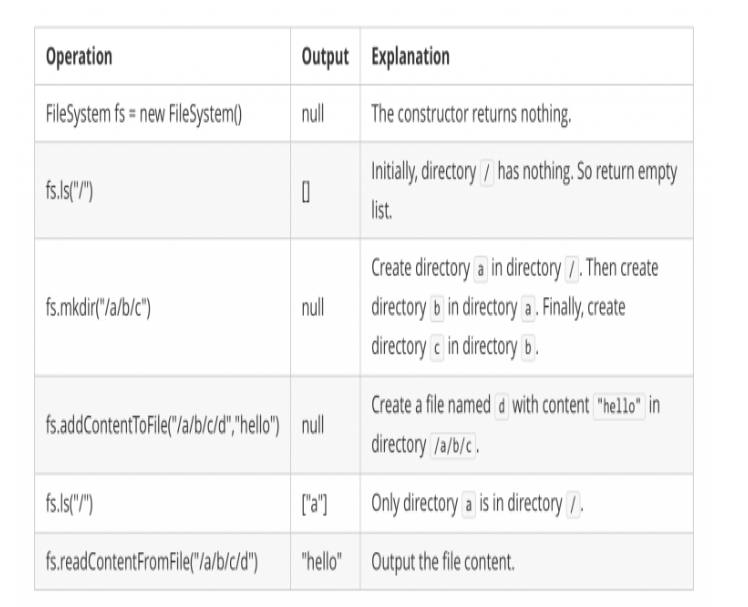 Operation Output Explanation
FileSystem fs = new FileSystem() null The constructor returns nothing.
fs.ls("/") [] Initially, directory / has nothing. So return empty
list.
fs.mkdir("/a/b/c") null Create directory a in directory /. Then create
directory b in directory a. Finally, create
directory c in directory b.
fs.addContentToFile("/a/b/c/d","hello") null Create a file named d with content "hello" in
directory /a/b/c.
fs.ls("/") ["a"] Only directory a is in directory /.
fs.readContentFromFile("/a/b/c/d") "hello" Output the file content.